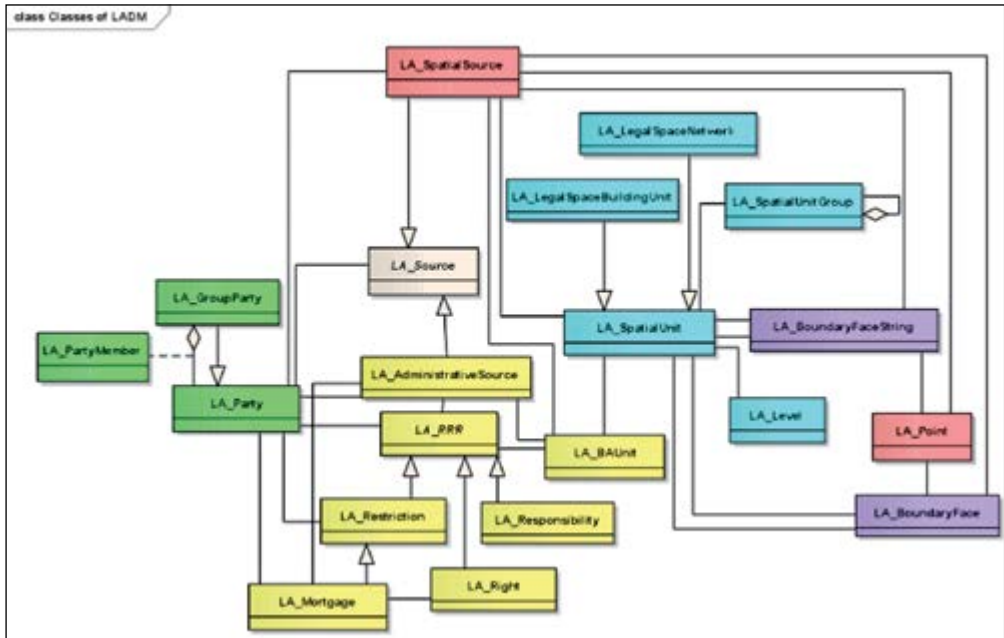 class Classes of LADM
LA_SpatialSource
LA_LegalSpaceNetwork
LA_LegalSpaceBuildingUnit
LA_SpatialUnitGroup
LA_Source
LA_GroupParty
LA_SpatialUnit
LA_BoundaryFaceString
LA_PartyMember
LA_AdministrativeSource
LA_Party
LA_Level
LA_RRR
LA_Point
LA_BAUnit
LA_Restriction
LA_Responsibility
LA_BoundaryFace
LA_Right
LA_Mortgage